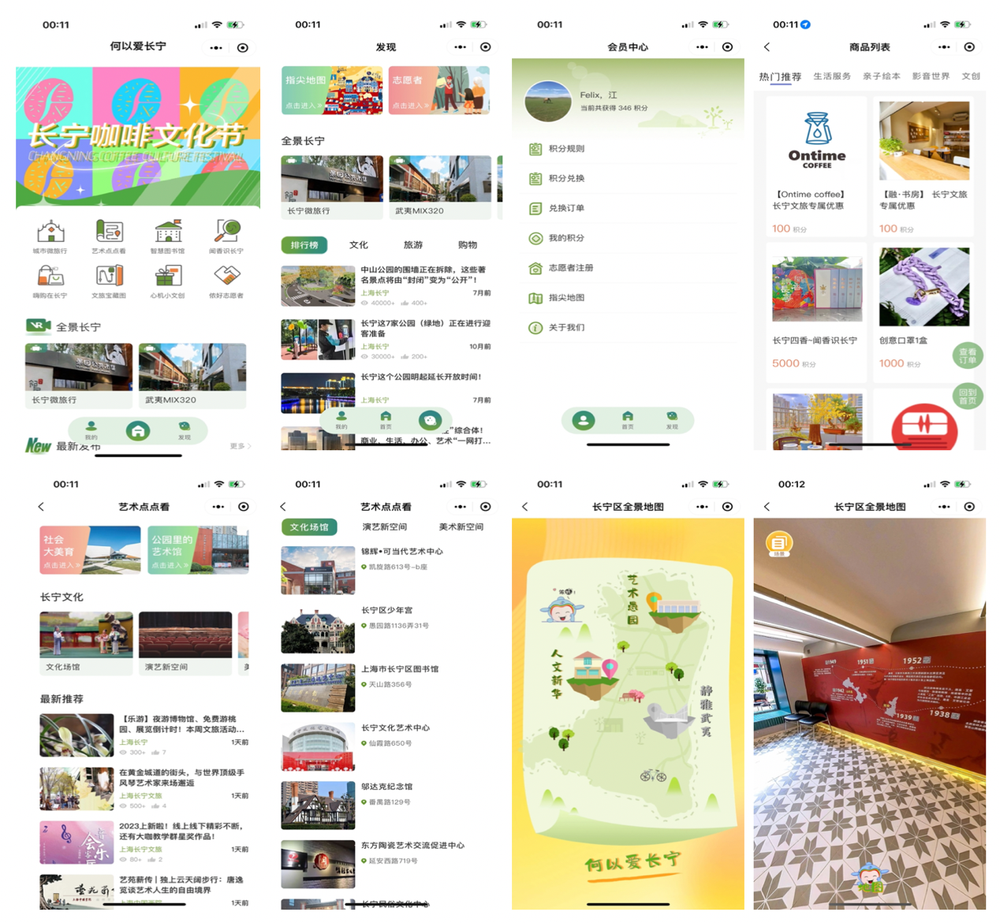 00:11
何以爱长宁
长宁咖啡文化节
CHANGNING COFFEE CULTURE FESTIVAL
城市微旅行
艺术点点看
智慧图书馆
闻香识长宁
嗨购在长宁
文旅宝藏图
心机小文创
侬好志愿者
VR
全景长宁
长宁微旅行
武夷MIX320
New
最新发布
更多
我的
发现
00:11
发现
指尖地图
点击进入
志愿者
点击进入
全景长宁
长宁微旅行
武夷MIX320
排行榜
文化
旅游
购物
中山公园的围墙正在拆除，这些著
名景点将由“封闭”变为“公开”！
上海长宁
7月前
40000+
400+
长宁这7家公园（绿地）正在进行迎
客准备
上海长宁
10月前
30000+
200+
长宁这个公园明起延长开放时间！
上海长宁
7月前
我的
首页
”综合体！
商业、生活、办公、艺术“一网打...
00:11
会员中心
Felix，江
当前共获得 346 积分
积分规则
积分兑换
兑换订单
我的积分
志愿者注册
指尖地图
关于我们
首页
发现
00:11
商品列表
热门推荐
生活服务
亲子绘本
影音世界
文创
Ontime
COFFEE
【Ontime coffee】
长宁文旅专属优惠
100 积分
【融·书房】 长宁文旅
专属优惠
100 积分
长宁四香~闻香识长宁
5000 积分
创意口罩1盒
1000 积分
查看
订单
回到
首页
00:11
艺术点点看
社会
大美育
点击进入
公园里的
艺术馆
点击进入
长宁文化
文化场馆
演艺新空间
最新推荐
【乐游】夜游博物馆、免费游桃
园、展览倒计时！本周文旅活动...
上海长宁
1天前
300+
7
在黄金城道的街头，与世界顶级手
风琴艺术家来场邂逅
上海长宁文旅
1天前
500+
4
2023上新啦！线上线下精彩不断，
还有大咖教学群星奖作品！
上海长宁文旅
1天前
80+
2
艺苑薪传 | 独上云天阔步行：唐逸
览谈艺术人生的自由境界
1天前
00:11
艺术点点看
文化场馆
演艺新空间
美术新空间
锦辉•可当代艺术中心
凯旋路613号~b座
长宁区少年宫
愚园路1136弄31号
上海市长宁区图书馆
天山路356号
长宁文化艺术中心
仙霞路650号
邬达克纪念馆
番禺路129号
东方陶瓷艺术交流促进中心
延安西路719号
长宁民俗文化中心
00:11
长宁区全景地图
艺术愚园
人文新华
静雅武夷
何以爱长宁
00:12
长宁区全景地图
场景
1949
1951
1952
1942
1939
1938
地图